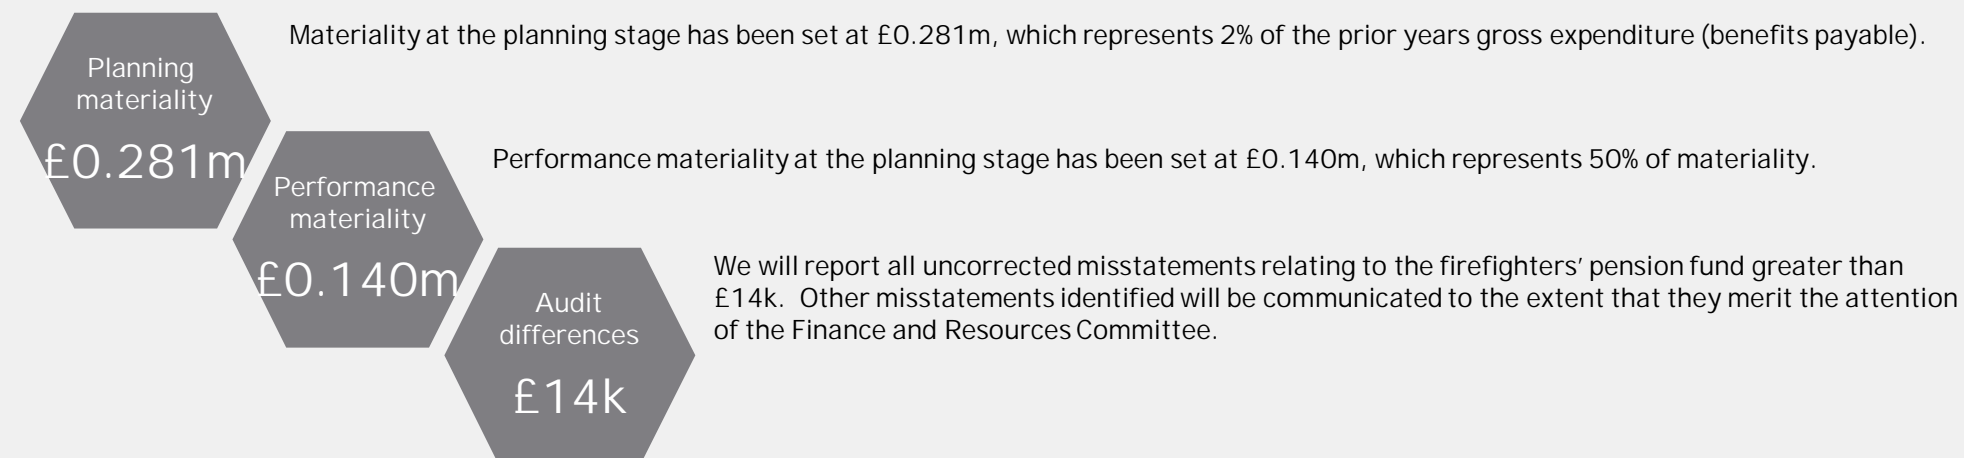 Materiality at the planning stage has been set at £0.281m, which represents 2% of the prior years gross expenditure (benefits payable).
Planning
materiality
£0.281m
Performance materiality at the planning stage has been set at £0.140m, which represents 50% of materiality.
Performance
materiality
£0.140m
We will report all uncorrected misstatements relating to the firefighters’ pension fund greater than
£14k. Other misstatements identified will be communicated to the extent that they merit the attention
of the Finance and Resources Committee.
Audit
differences
£14k